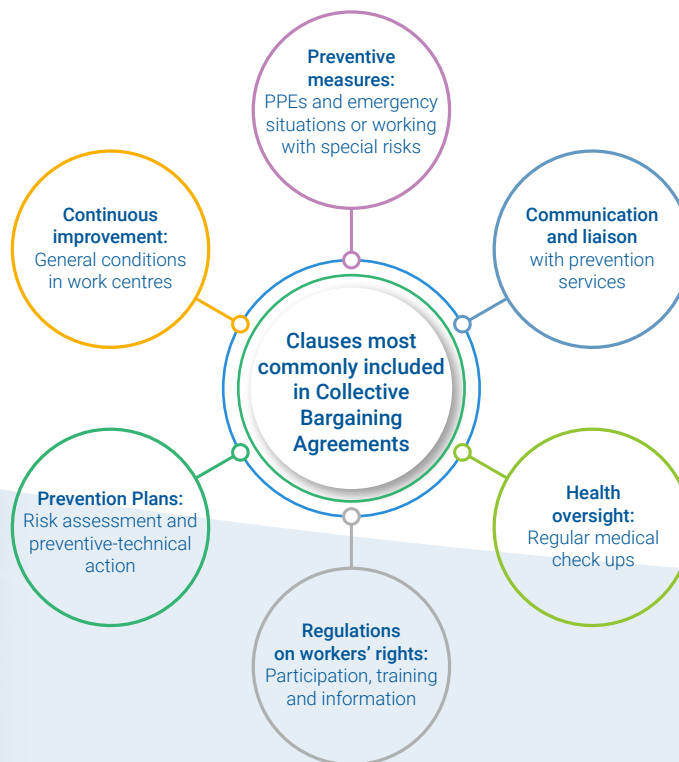 Preventive
measures:
PPEs and emergency
situations or working
with special risks
Continuous
improvement:
General conditions
in work centres
Communication
and liaison
with prevention
services
Clauses most
commonly included
in Collective
Bargaining
Agreements
Prevention Plans:
Risk assessment and
preventive-technical
action
Health
oversight:
Regular medical
check ups
Regulations
on workers’ rights:
Participation, training
and information